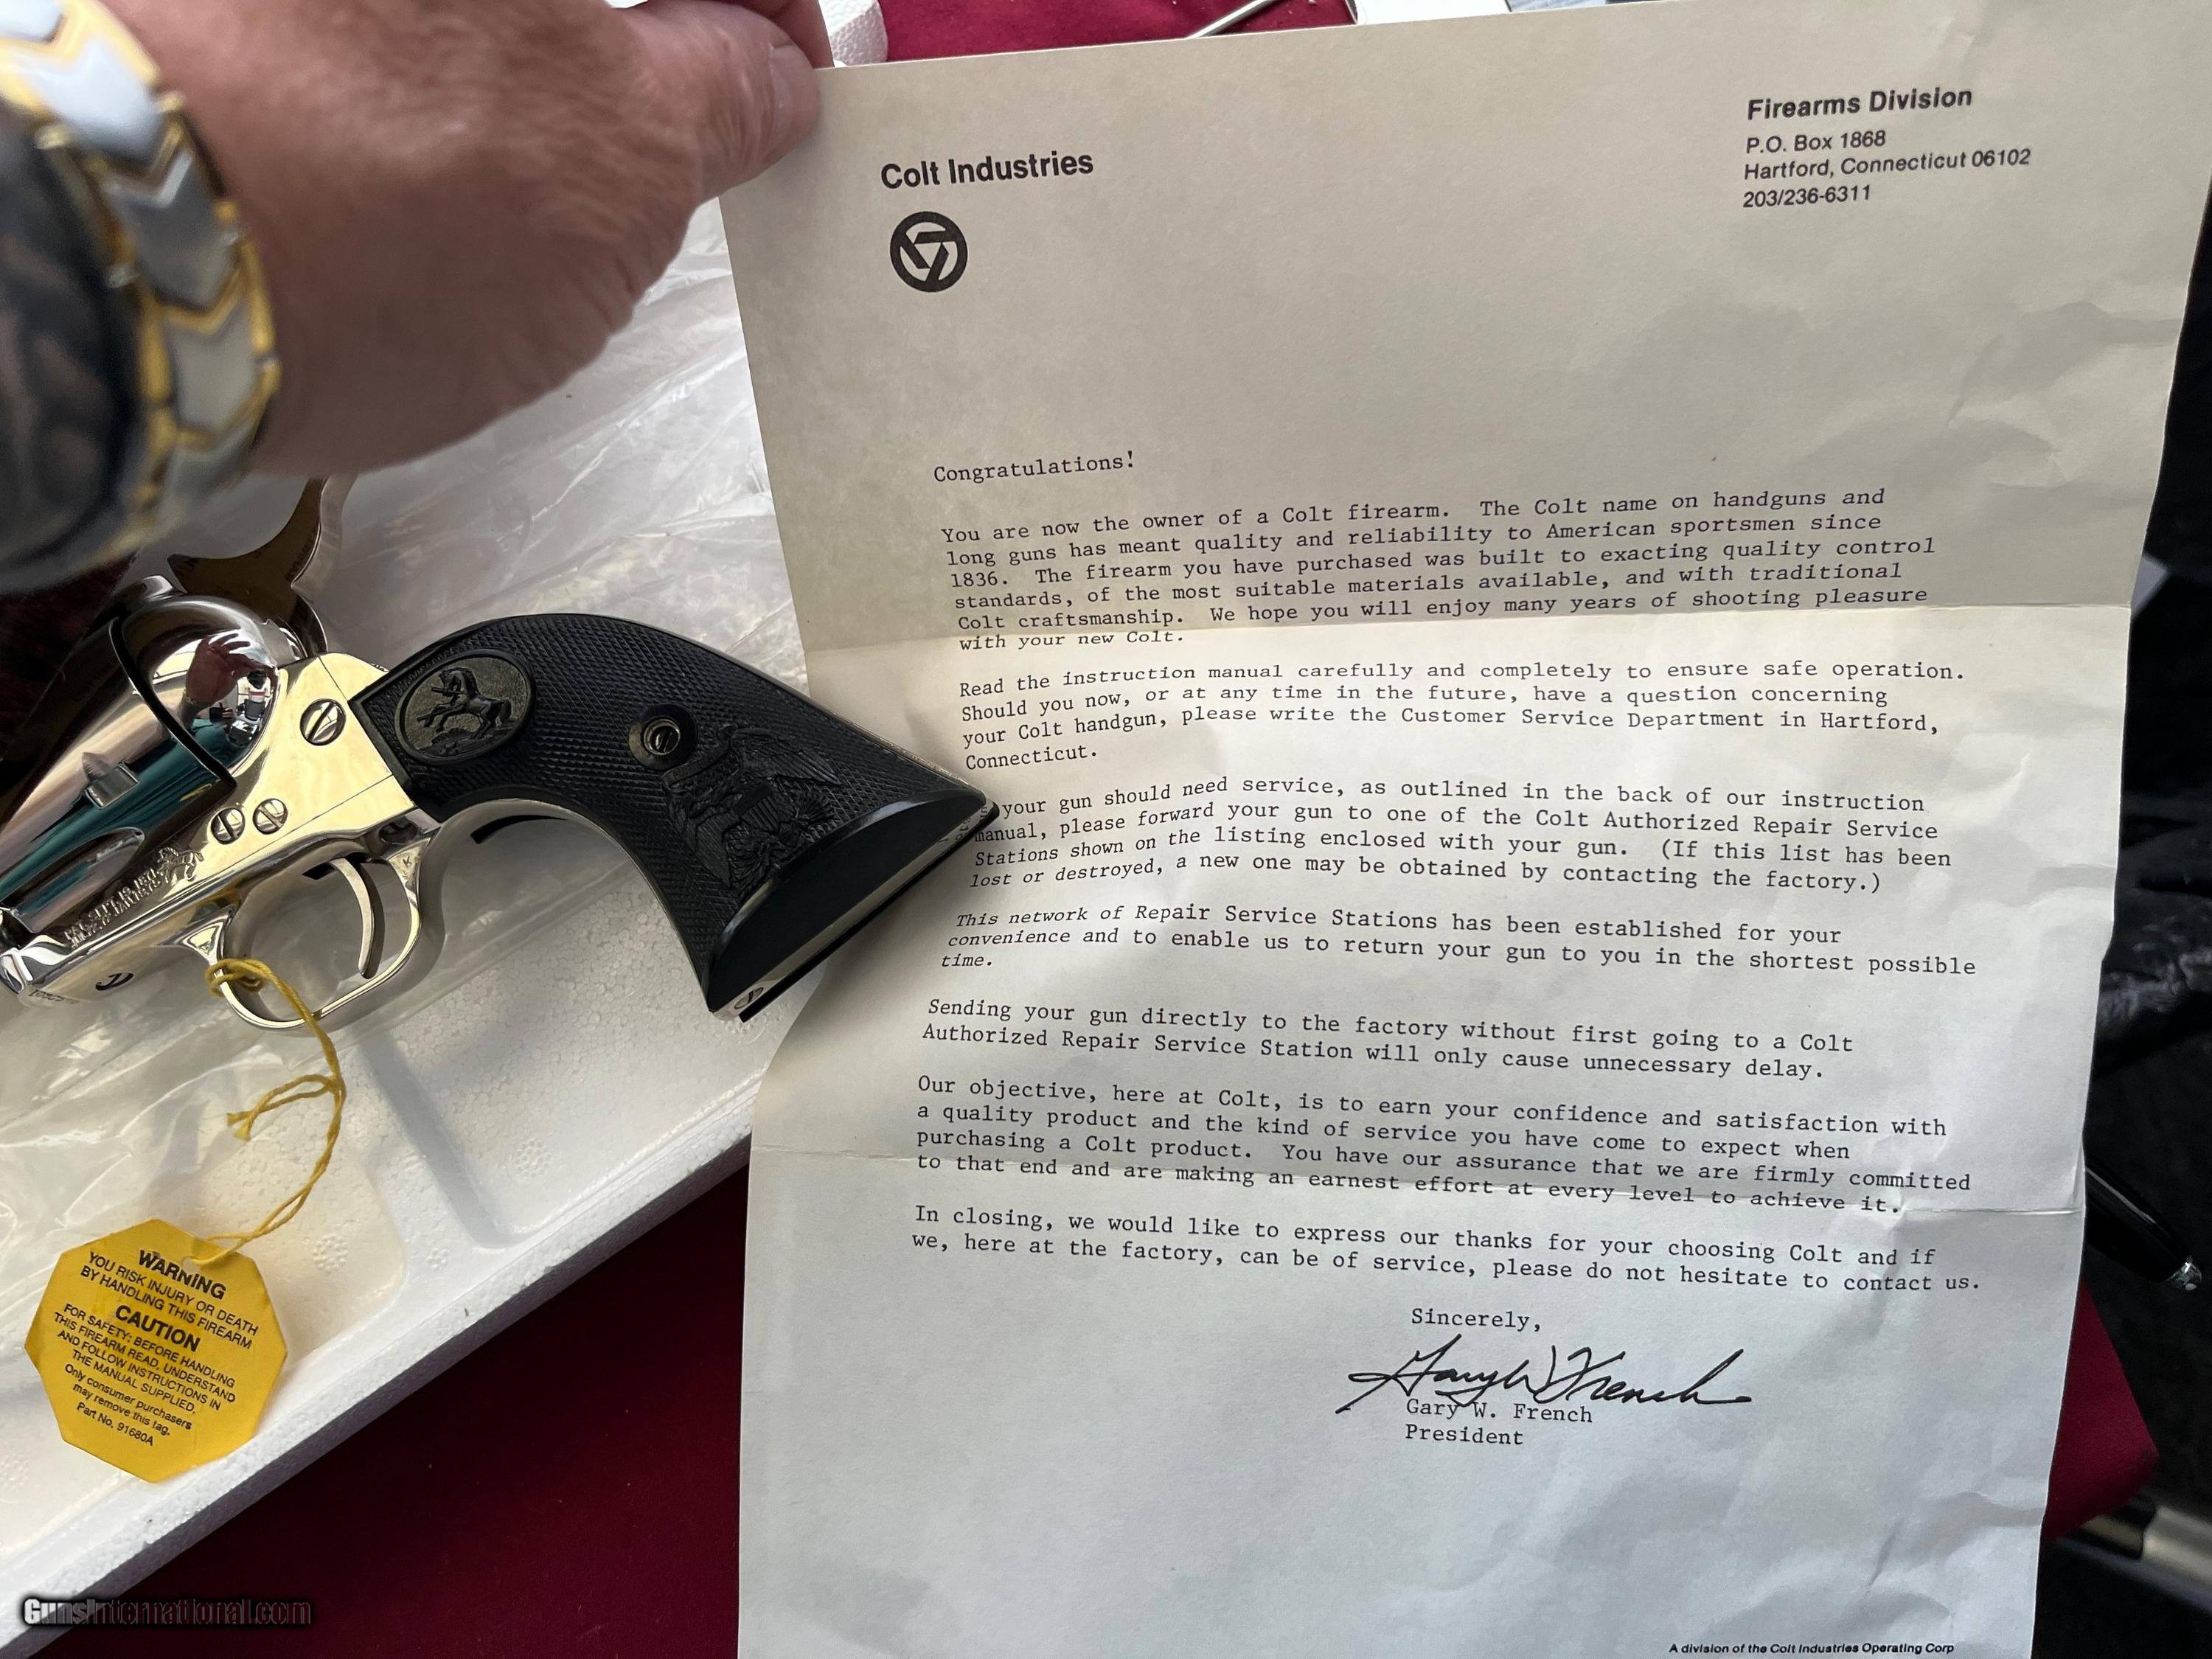 Colt Industries
Firearms Division
P.O. Box 1868
Hartford, Connecticut 06102
203/236-6311
Congratulations!
You are now the owner of a Colt firearm. The Colt name on handguns and
long guns has meant quality and reliability to American sportsmen since
1836. The firearm you have purchased was built to exacting quality control
standards, of the most suitable materials available, and with traditional
Colt craftsmanship. We hope you will enjoy many years of shooting pleasure
with your new Colt.
Read the instruction manual carefully and completely to ensure safe operation.
Should you now, or at any time in the future, have a question concerning
your Colt handgun, please write the Customer Service Department in Hartford,
Connecticut.
your gun should need service, as outlined in the back of our instruction
manual, please forward your gun to one of the Colt Authorized Repair Service
Stations shown on the listing enclosed with your gun. (If this list has been
lost or destroyed, a new one may be obtained by contacting the factory.)
This network of Repair Service Stations has been established for your
convenience and to enable us to return your gun to you in the shortest possible
time.
Sending your gun directly to the factory without first going to a Colt
Authorized Repair Service Station will only cause unnecessary delay.
Our objective, here at Colt, is to earn your confidence and satisfaction with
a quality product and the kind of service you have come to expect when
purchasing a Colt product. You have our assurance that we are firmly committed
to that end and are making an earnest effort at every level to achieve it.
In closing, we would like to express our thanks for your choosing Colt and if
we, here at the factory, can be of service, please do not hesitate to contact us.
Sincerely,
Gary W. French
Gary W. French
President
A division of the Colt Industries Operating Corp
WARNING
YOU RISK INJURY OR DEATH
BY HANDLING THIS FIREARM
CAUTION
FOR SAFETY: BEFORE HANDLING
THIS FIREARM READ, UNDERSTAND
AND FOLLOW INSTRUCTIONS IN
THE MANUAL SUPPLIED.
Only consumer purchasers
may remove this tag.
Part No. 91680A
GunsInternational.com